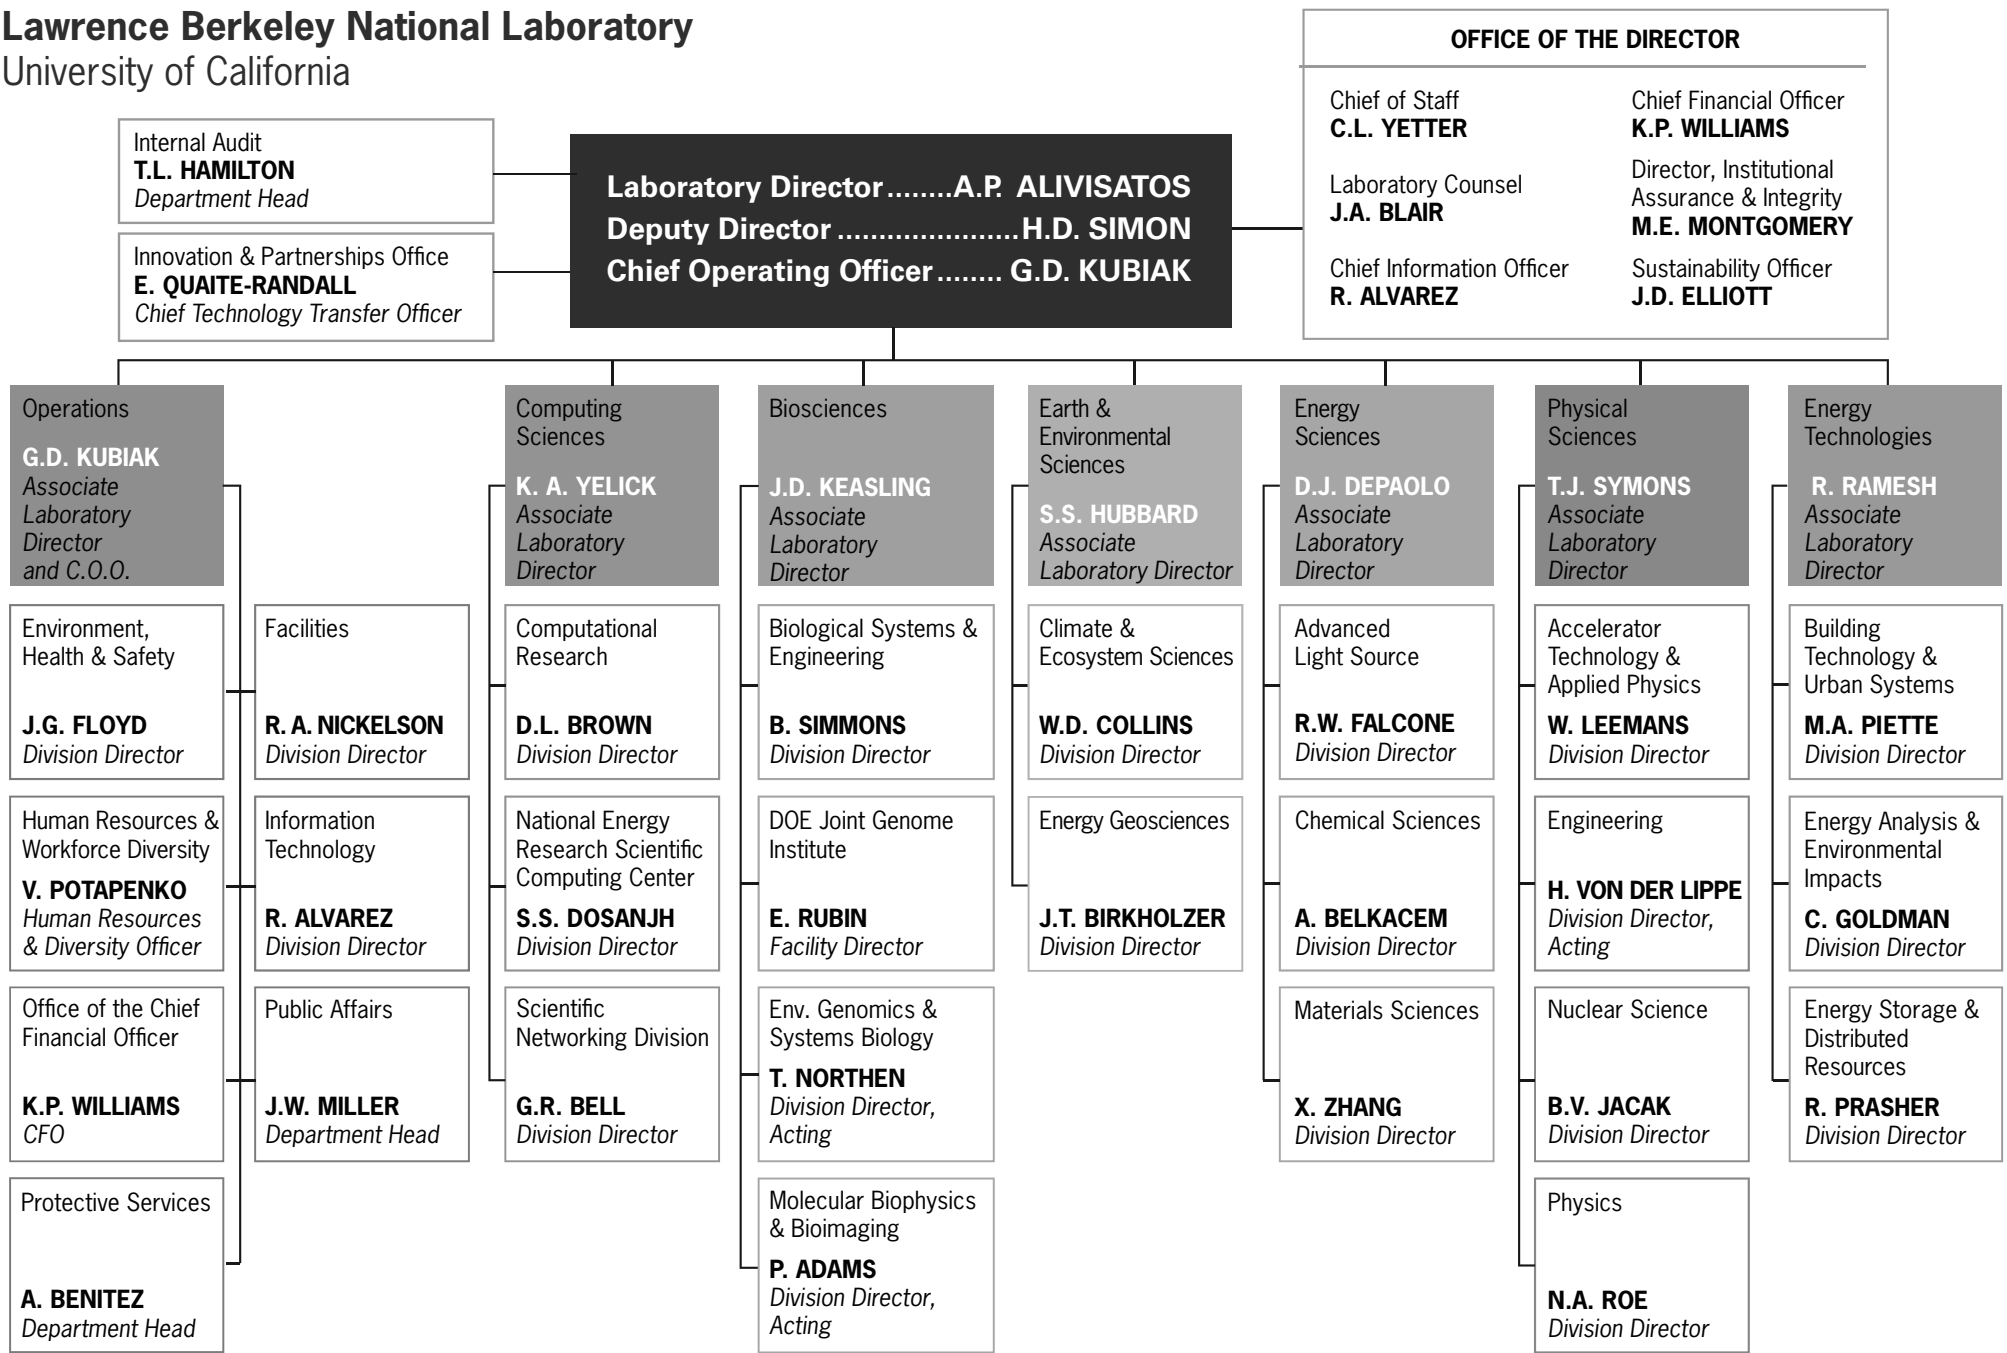 Lawrence Berkeley National Laboratory
University of California
Internal Audit
T.L. HAMILTON
Department Head
Innovation & Partnerships Office
E. QUAITE-RANDALL
Chief Technology Transfer Officer
Laboratory Director........A.P. ALIVISATOS
Deputy Director ......................H.D. SIMON
Chief Operating Officer........ G.D. KUBIAK
OFFICE OF THE DIRECTOR
Chief of Staff
C.L. YETTER
Chief Financial Officer
K.P. WILLIAMS
Laboratory Counsel
J.A. BLAIR
Director, Institutional
Assurance & Integrity
M.E. MONTGOMERY
Chief Information Officer
R. ALVAREZ
Sustainability Officer
J.D. ELLIOTT
Operations
G.D. KUBIAK
Associate
Laboratory
Director
and C.O.O.
Environment,
Health & Safety
J.G. FLOYD
Division Director
Facilities
R. A. NICKELSON
Division Director
Human Resources &
Workforce Diversity
V. POTAPENKO
Human Resources
& Diversity Officer
Information
Technology
R. ALVAREZ
Division Director
Office of the Chief
Financial Officer
K.P. WILLIAMS
CFO
Public Affairs
J.W. MILLER
Department Head
Protective Services
A. BENITEZ
Department Head
Computing
Sciences
K. A. YELICK
Associate
Laboratory
Director
Computational
Research
D.L. BROWN
Division Director
National Energy
Research Scientific
Computing Center
S.S. DOSANJH
Division Director
Scientific
Networking Division
G.R. BELL
Division Director
Biosciences
J.D. KEASLING
Associate
Laboratory
Director
Biological Systems &
Engineering
B. SIMMONS
Division Director
DOE Joint Genome
Institute
E. RUBIN
Facility Director
Env. Genomics &
Systems Biology
T. NORTHEN
Division Director,
Acting
Molecular Biophysics
& Bioimaging
P. ADAMS
Division Director,
Acting
Earth &
Environmental
Sciences
S.S. HUBBARD
Associate
Laboratory Director
Climate &
Ecosystem Sciences
W.D. COLLINS
Division Director
Energy Geosciences
J.T. BIRKHOLZER
Division Director
Energy
Sciences
D.J. DEPAOLO
Associate
Laboratory
Director
Advanced
Light Source
R.W. FALCONE
Division Director
Chemical Sciences
A. BELKACEM
Division Director
Materials Sciences
X. ZHANG
Division Director
Physical
Sciences
T.J. SYMONS
Associate
Laboratory
Director
Accelerator
Technology &
Applied Physics
W. LEEMANS
Division Director
Engineering
H. VON DER LIPPE
Division Director,
Acting
Nuclear Science
B.V. JACAK
Division Director
Physics
N.A. ROE
Division Director
Energy
Technologies
R. RAMESH
Associate
Laboratory
Director
Building
Technology &
Urban Systems
M.A. PIETTE
Division Director
Energy Analysis &
Environmental
Impacts
C. GOLDMAN
Division Director
Energy Storage &
Distributed
Resources
R. PRASHER
Division Director